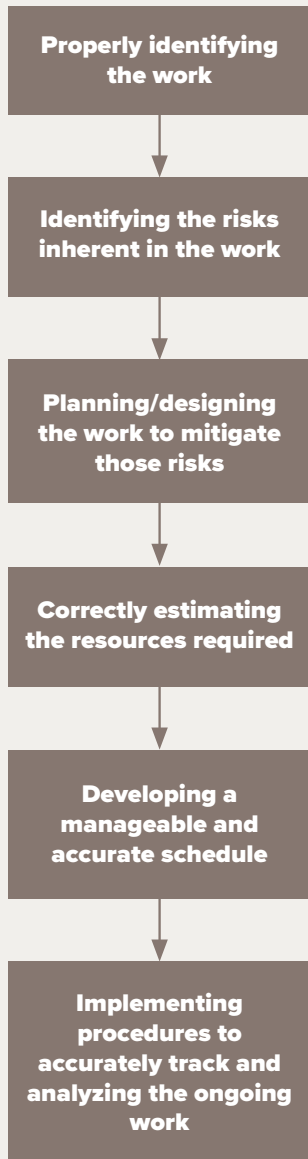 Properly identifying
the work
Identifying the risks
inherent in the work
Planning/designing
the work to mitigate
those risks
Correctly estimating
the resources required
Developing a
manageable and
accurate schedule
Implementing
procedures to
accurately track and
analyzing the ongoing
work